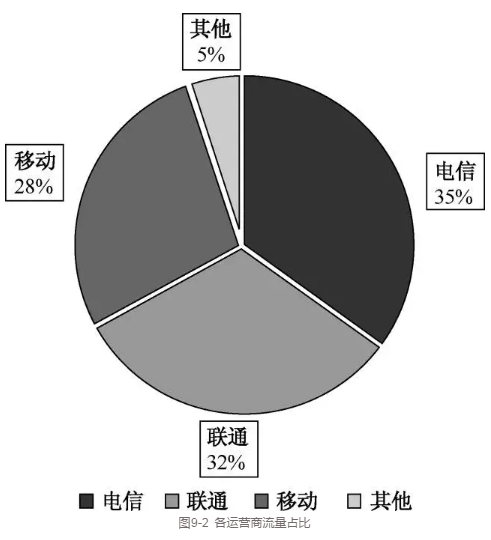 其他
5%
移动
28%
电信
35%
联通
32%
电信 联通 移动 其他
图9-2 各运营商流量占比